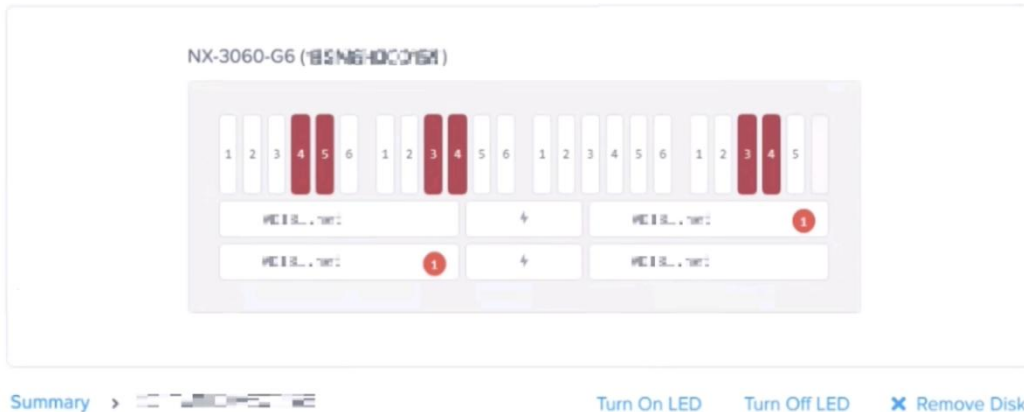 NX-3060-G6
1 2 3 4 5 6 1 2 3 4 5 6 1 2 3 4 5 6 1 2 3 4 5
1
1
Summary > Turn On LED Turn Off LED × Remove Disk